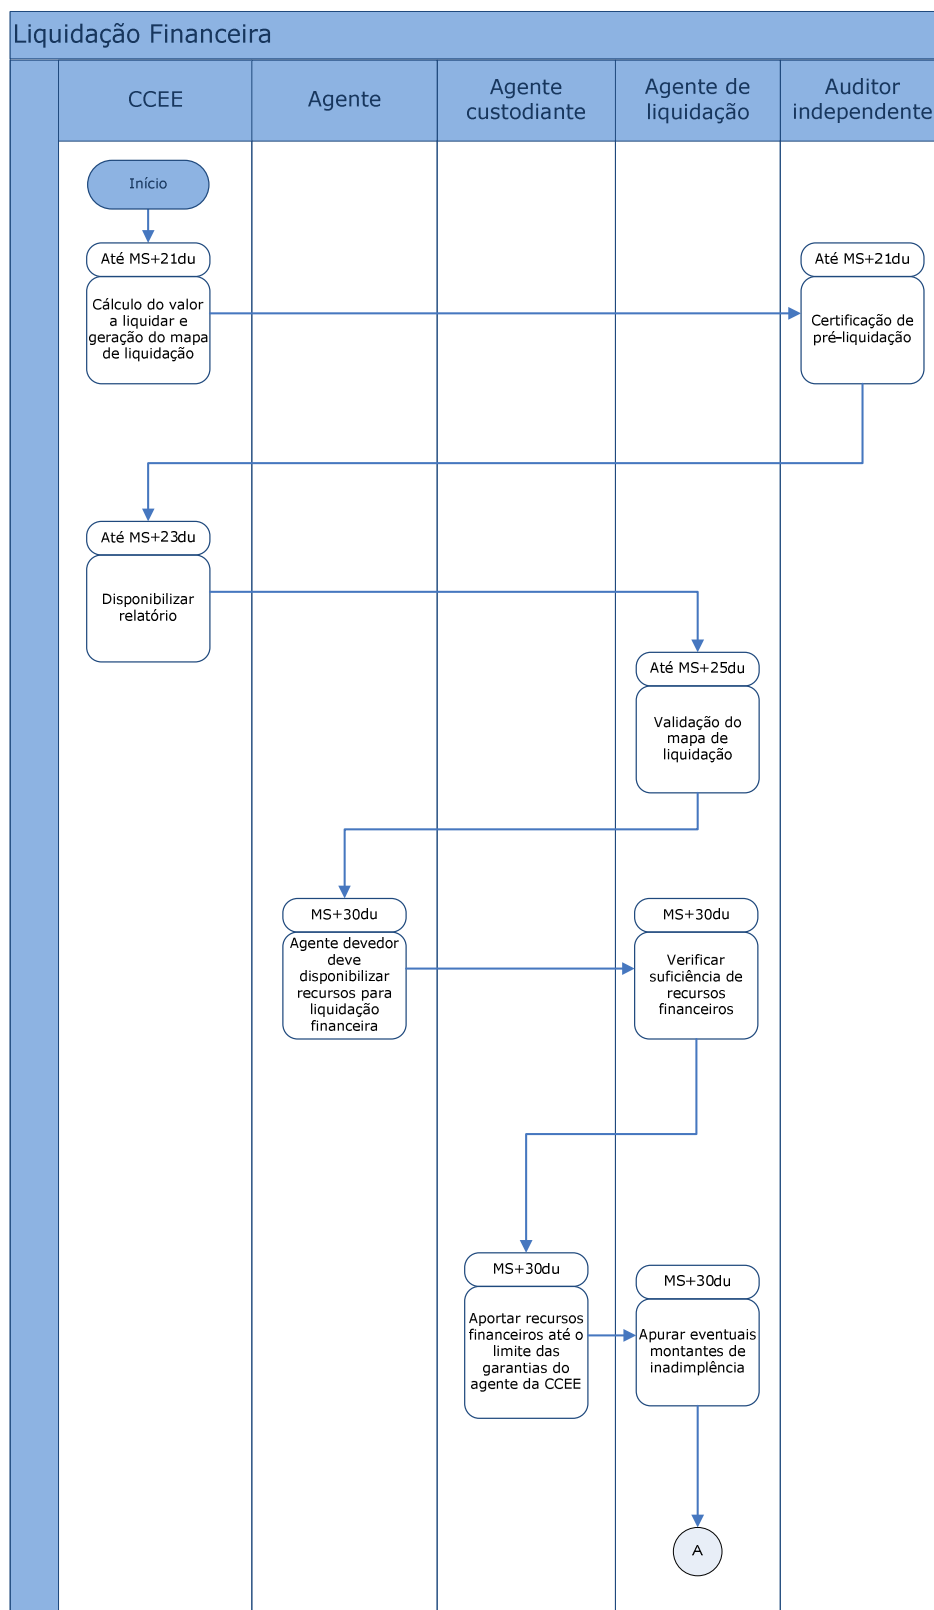 Liquidação Financeira
CCEE
Agente
Agente
custodiante
Agente de
liquidação
Auditor
independente
Início
Até MS+21du
Cálculo do valor
a liquidar e
geração do mapa
de liquidação
Até MS+21du
Certificação de
pré-liquidação
Até MS+23du
Disponibilizar
relatório
Até MS+25du
Validação do
mapa de
liquidação
MS+30du
Agente devedor
deve
disponibilizar
recursos para
liquidação
financeira
MS+30du
Verificar
suficiência de
recursos
financeiros
MS+30du
Aportar recursos
financeiros até o
limite das
garantias do
agente da CCEE
MS+30du
Apurar eventuais
montantes de
inadimplência
A